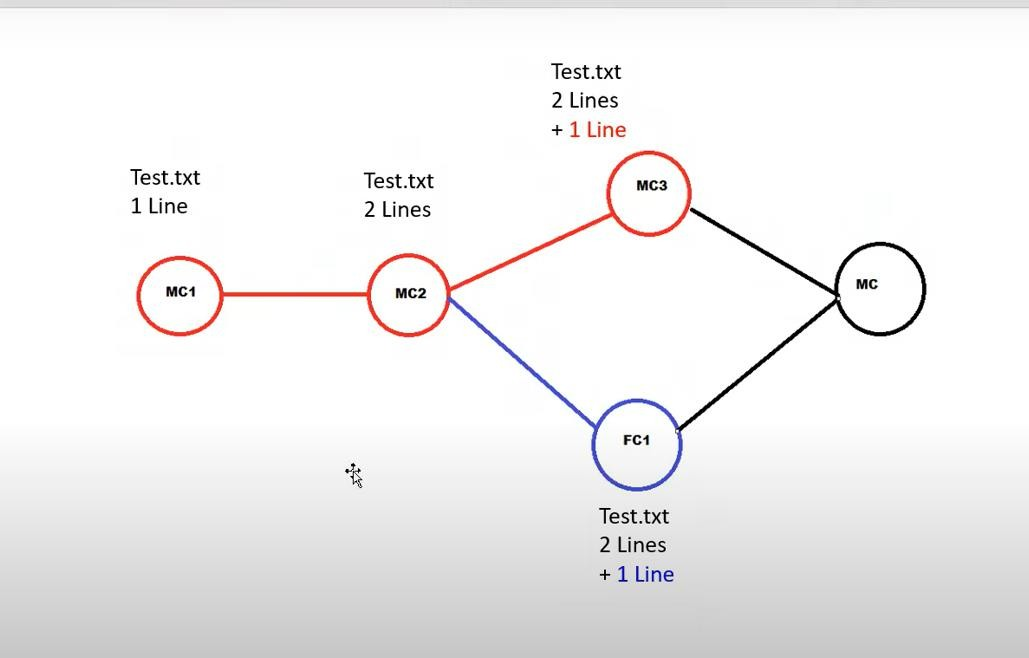 Test.txt
2 Lines
+ 1 Line
MC3
Test.txt
1 Line
Test.txt
2 Lines
MC1
MC2
MC
FC1
Test.txt
2 Lines
+ 1 Line